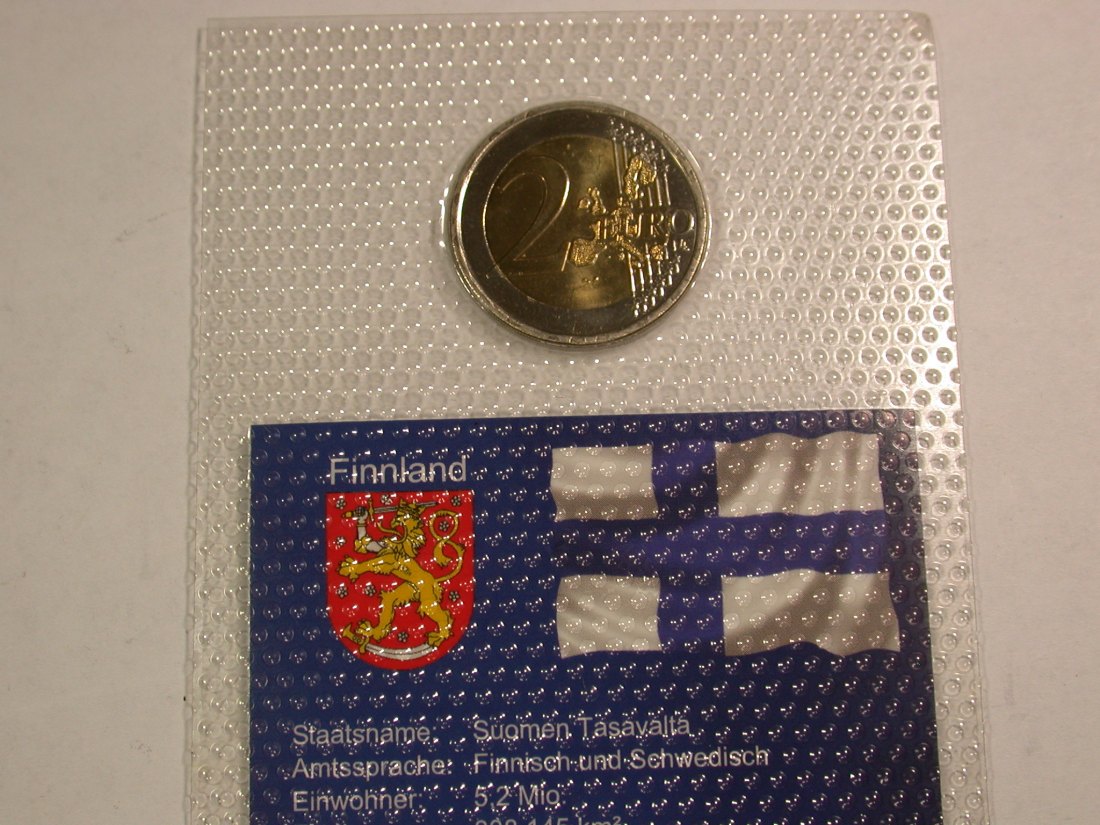 2 EURO
Finnland
Staatsname: Suomen Tasavalta
Amtssprache: Finnisch und Schwedisch
Einwohner: 5,2 Mio